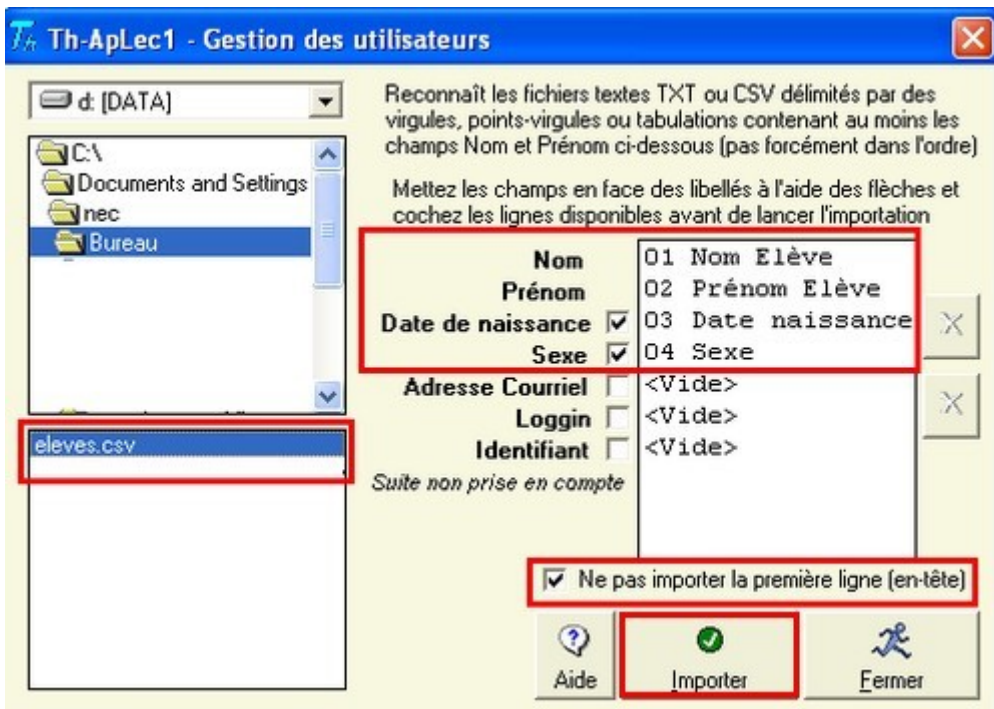 Th Th-ApLec1 - Gestion des utilisateurs
d: [DATA]
C:\
Documents and Settings
nec
Bureau
eleves.csv
Reconnaît les fichiers textes TXT ou CSV délimités par des
virgules, points-virgules ou tabulations contenant au moins les
champs Nom et Prénom ci-dessous (pas forcément dans l'ordre)
Mettez les champs en face des libellés à l'aide des flèches et
cochez les lignes disponibles avant de lancer l'importation
Nom 01 Nom Elève
Prénom 02 Prénom Elève
Date de naissance 03 Date naissance
Sexe 04 Sexe
Adresse Courriel <Vide>
Loggin <Vide>
Identifiant <Vide>
Suite non prise en compte
Ne pas importer la première ligne (en-tête)
Aide Importer Fermer